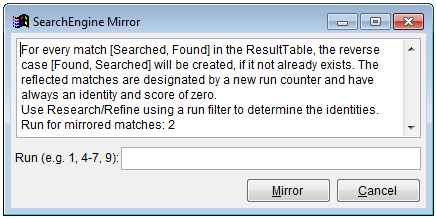 SearchEngine Mirror
For every match [Searched, Found] in the ResultTable, the reverse
case [Found, Searched] will be created, if it not already exists. The
reflected matches are designated by a new run counter and have
always an identity and score of zero.
Use Research/Refine using a run filter to determine the identities.
Run for mirrored matches: 2
Run (e.g. 1, 4-7, 9):
Mirror Cancel